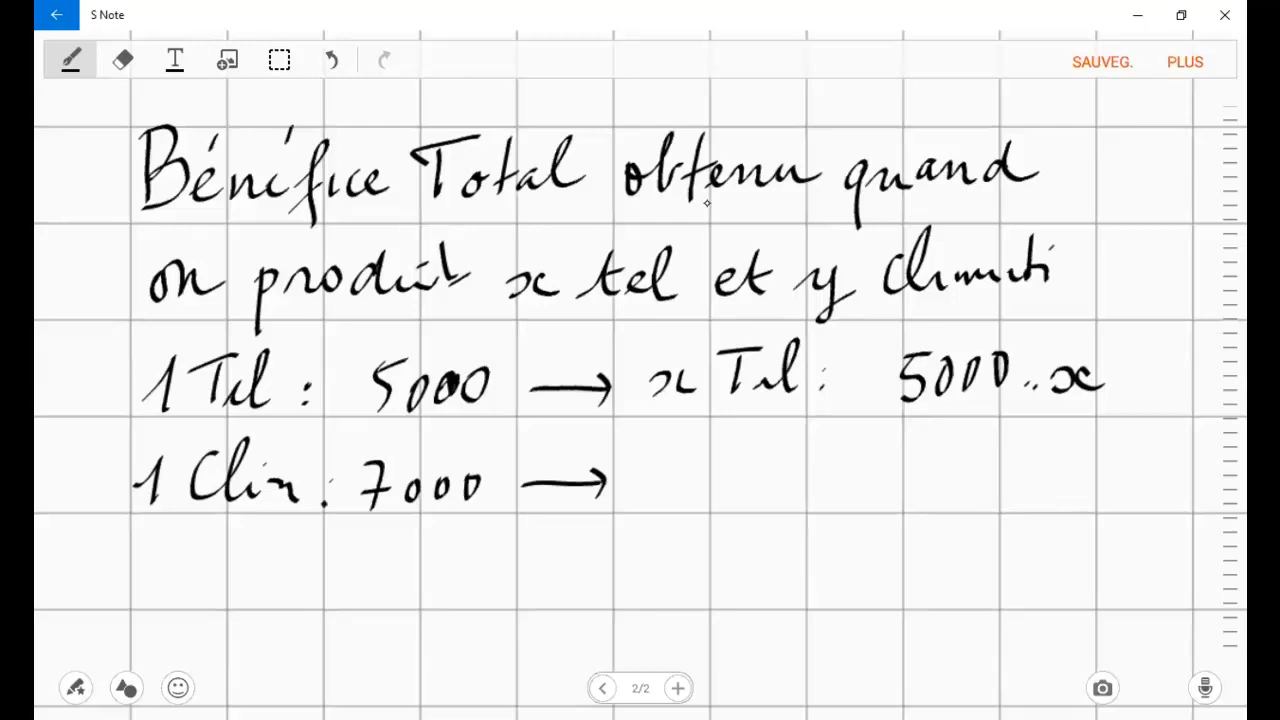 S Note
SAUVEG. PLUS
Bénéfice Total obtenu quand
on produit x tel et y climati
1 Tel : 5000 → x Tel : 5000..x
1 Clim : 7000 →
2/2